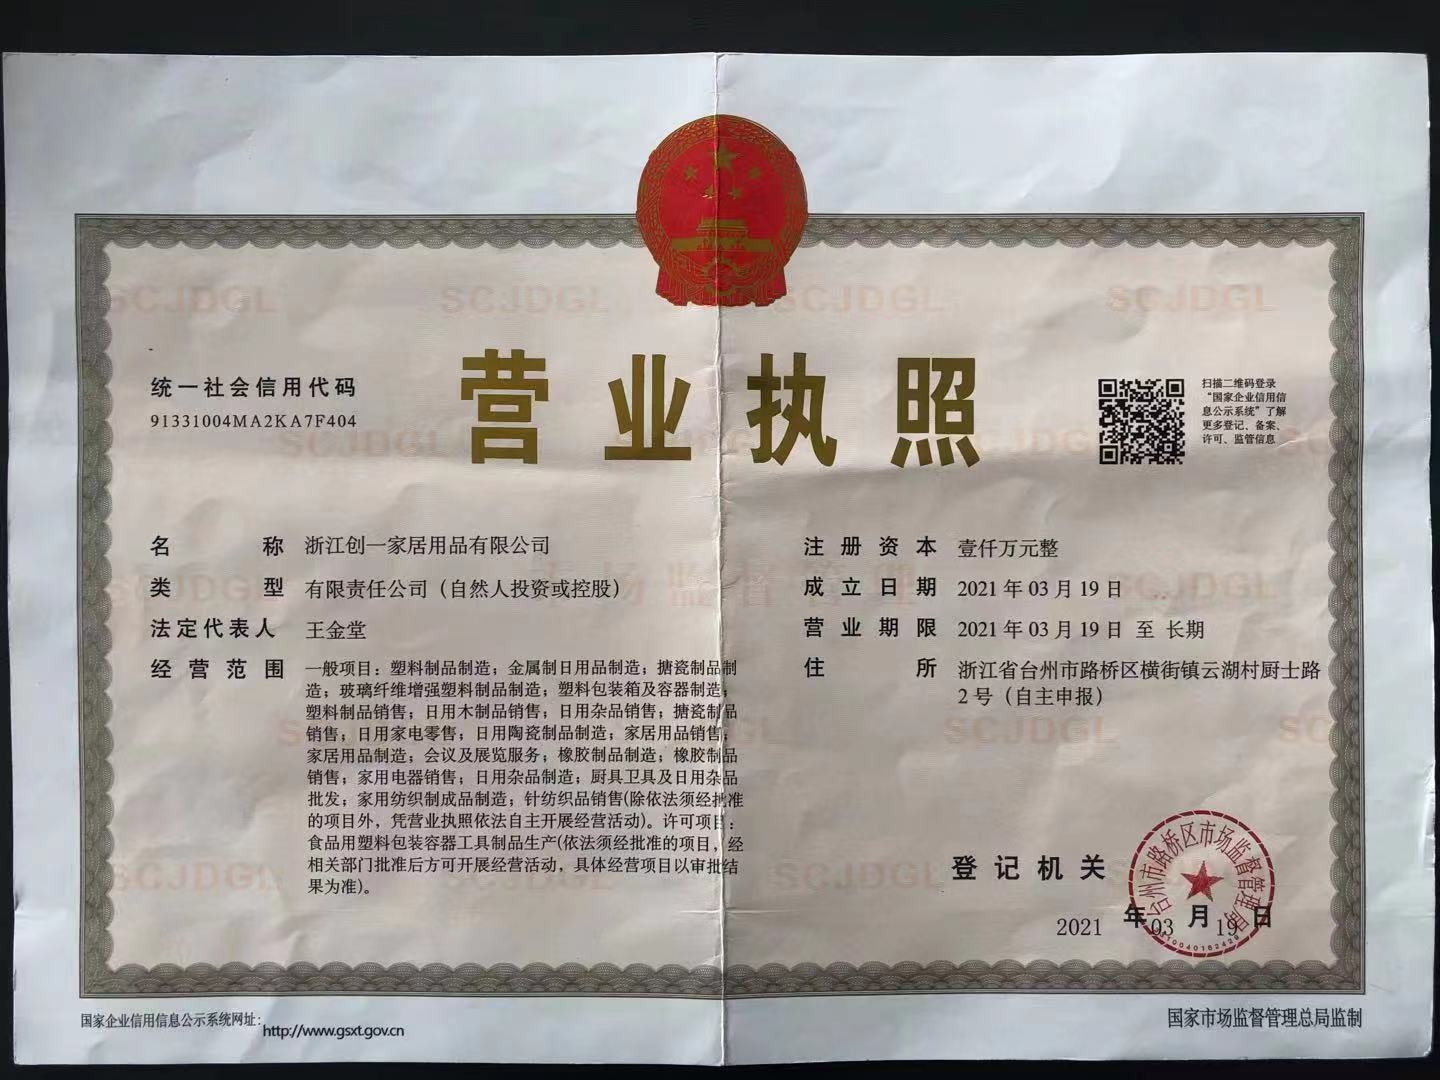 营业执照
统一社会信用代码
91331004MA2KA7F404
扫描二维码登录
“国家企业信用信
息公示系统”了解
更多登记、备案、
许可、监管信息
名 称 浙江创一家居用品有限公司
类 型 有限责任公司（自然人投资或控股）
法定代表人 王金堂
经营范围 一般项目：塑料制品制造；金属制日用品制造；搪瓷制品制
造；玻璃纤维增强塑料制品制造；塑料包装箱及容器制造；
塑料制品销售；日用木制品销售；日用杂品销售；搪瓷制品
销售；日用家电零售；日用陶瓷制品制造；家居用品销售；
家居用品制造；会议及展览服务；橡胶制品制造；橡胶制品
销售；家用电器销售；日用杂品制造；厨具卫具及日用杂品
批发；家用纺织制成品制造；针纺织品销售(除依法须经批准
的项目外，凭营业执照依法自主开展经营活动)。许可项目：
食品用塑料包装容器工具制品生产(依法须经批准的项目，经
相关部门批准后方可开展经营活动，具体经营项目以审批结
果为准)。
注册资本 壹仟万元整
成立日期 2021年03月19日
营业期限 2021年03月19日 至 长期
住 所 浙江省台州市路桥区横街镇云湖村厨士路
2号（自主申报）
登记机关
台州市路桥区市场监督管理局
2021 年 03 月 19 日
国家企业信用信息公示系统网址：http://www.gsxt.gov.cn
国家市场监督管理总局监制
SCJDGL
市场监督管理